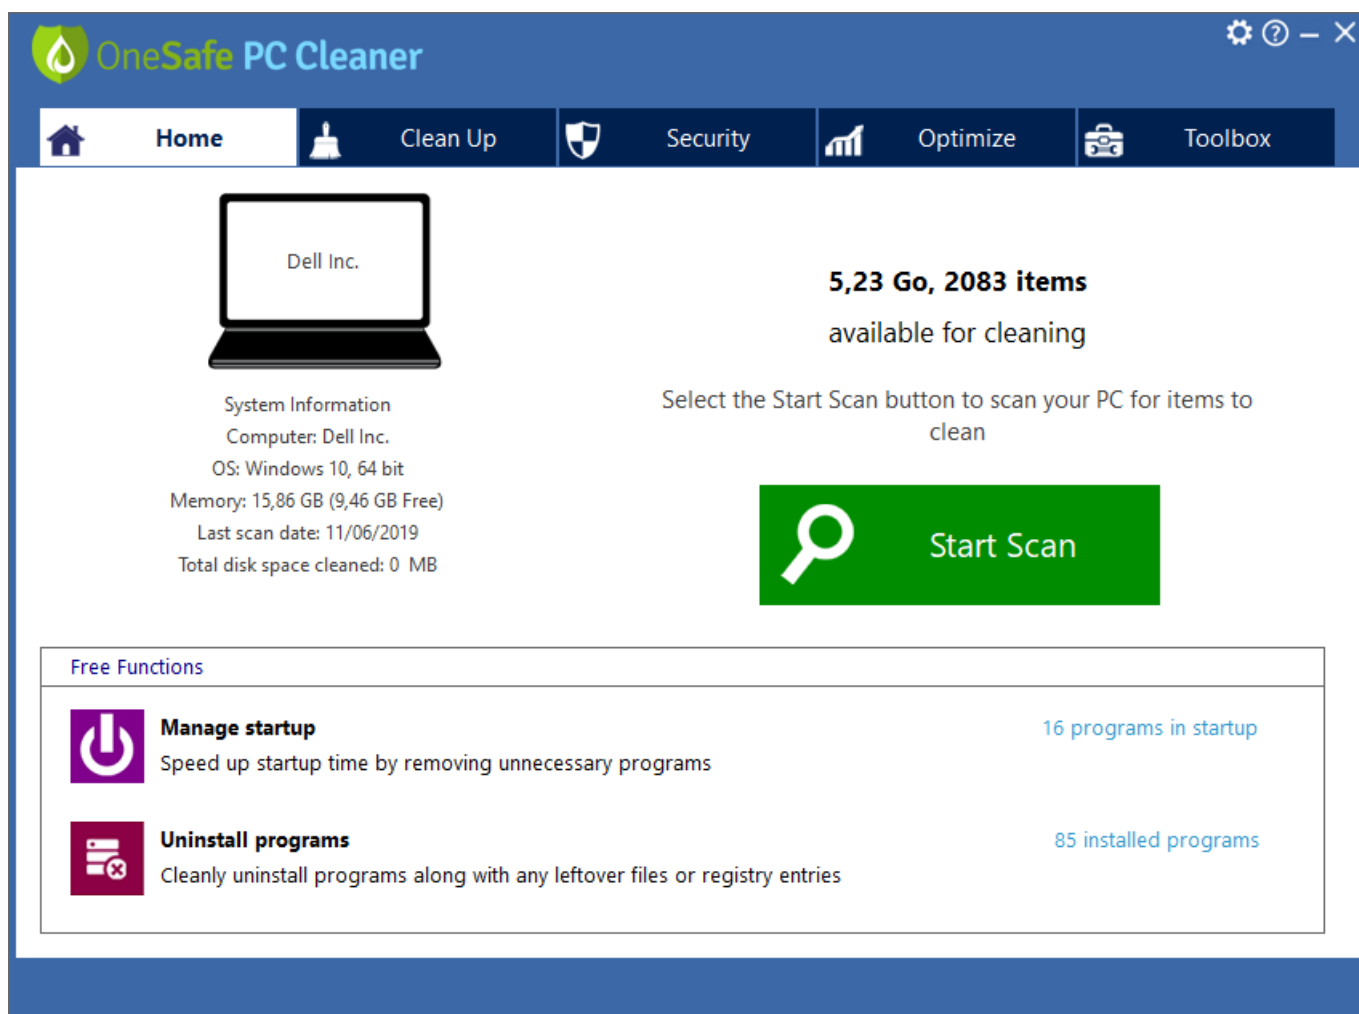 OneSafe PC Cleaner
Home
Clean Up
Security
Optimize
Toolbox
Dell Inc.
System Information
Computer: Dell Inc.
OS: Windows 10, 64 bit
Memory: 15,86 GB (9,46 GB Free)
Last scan date: 11/06/2019
Total disk space cleaned: 0 MB
5,23 Go, 2083 items
available for cleaning
Select the Start Scan button to scan your PC for items to
clean
Start Scan
Free Functions
Manage startup
16 programs in startup
Speed up startup time by removing unnecessary programs
Uninstall programs
85 installed programs
Cleanly uninstall programs along with any leftover files or registry entries